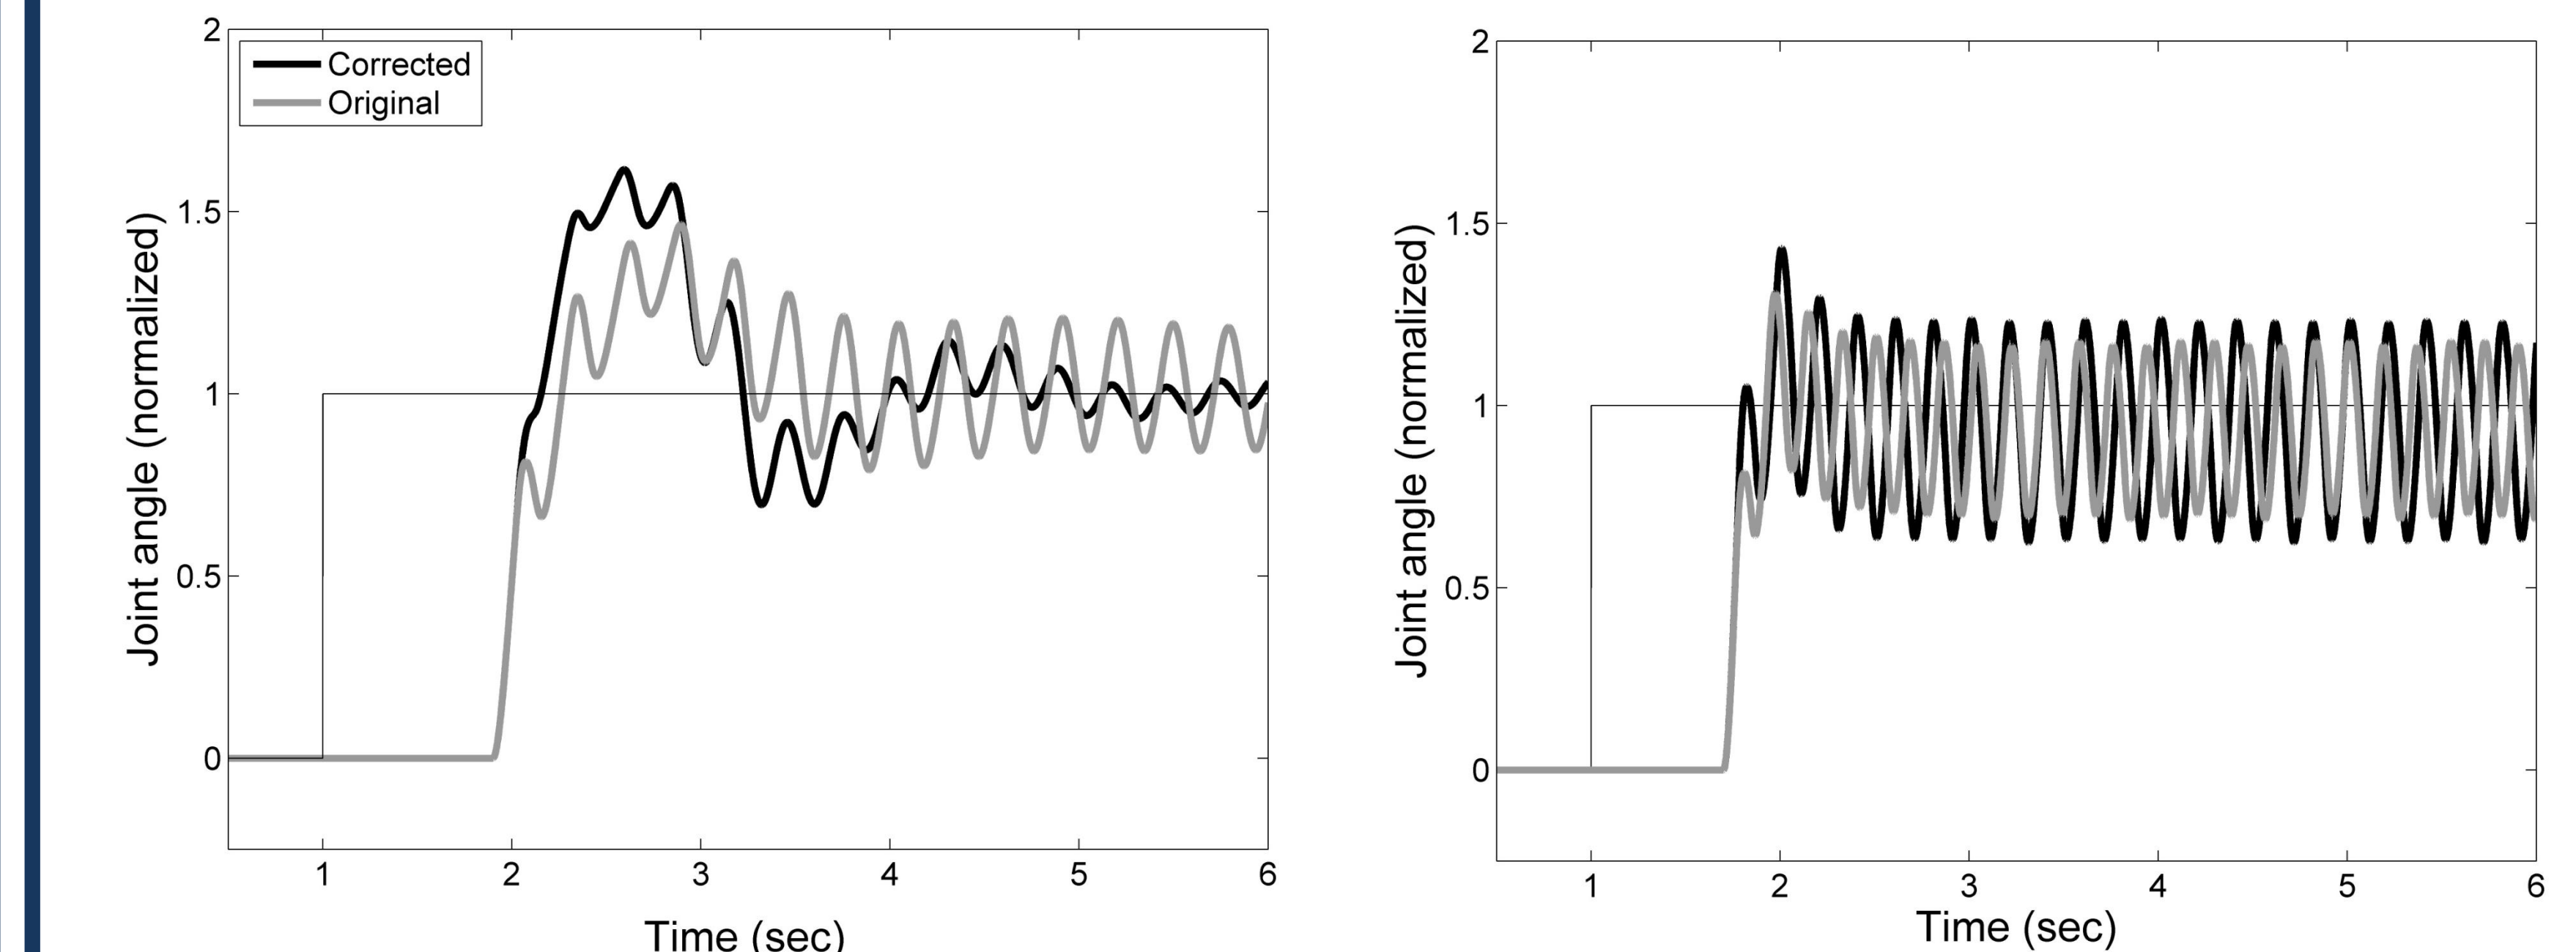 Corrected
Original
Joint angle (normalized)
2
1.5
1
0.5
0
1 2 3 4 5 6
Time (sec)
Joint angle (normalized)
2
1.5
1
0.5
0
1 2 3 4 5 6
Time (sec)